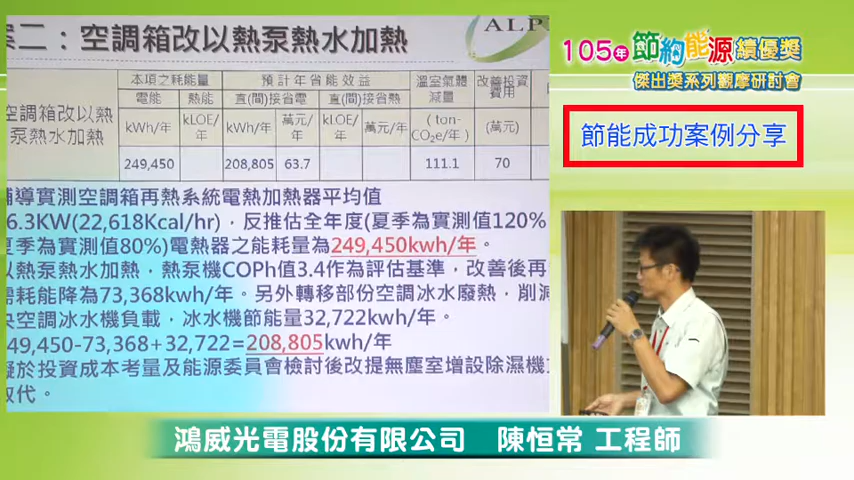 案二：空調箱改以熱泵熱水加熱
ALP
105年 節約能源績優獎
傑出獎系列觀摩研討會
節能成功案例分享
空調箱改以熱泵熱水加熱
本項之耗能量 預計年省能效益 溫室氣體減量 改善投資費用
電能 熱能 直(間)接省電 直(間)接省熱
kWh/年 kLOE/年 kWh/年 萬元/年 kLOE/年 萬元/年 (ton-CO2e/年) (萬元)
249,450 208,805 63.7 111.1 70
輔導實測空調箱再熱系統電熱加熱器平均值
6.3KW(22,618Kcal/hr)，反推估全年度(夏季為實測值120%
夏季為實測值80%)電熱器之能耗量為249,450kwh/年。
以熱泵熱水加熱，熱泵機COPh值3.4作為評估基準，改善後再
需耗能降為73,368kwh/年。另外轉移部份空調冰水廢熱，削減
央空調冰水機負載，冰水機節能量32,722kwh/年。
49,450-73,368+32,722=208,805kwh/年
礙於投資成本考量及能源委員會檢討後改提無塵室增設除濕機
取代。
鴻威光電股份有限公司 陳恒常 工程師